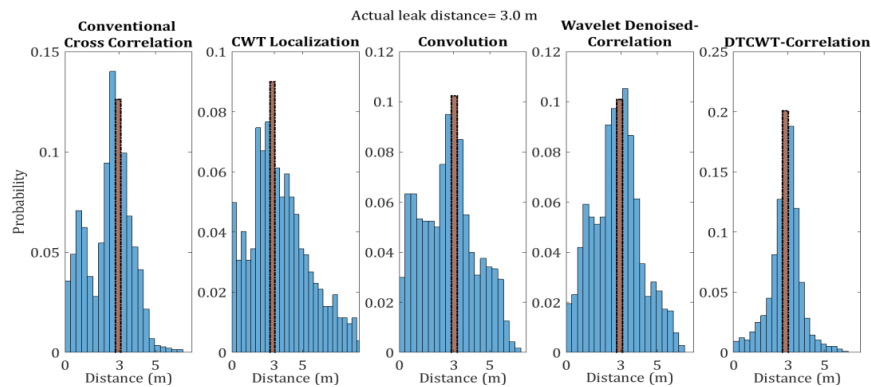 Actual leak distance= 3.0 m
Conventional
Cross Correlation
CWT Localization
Convolution
Wavelet Denoised-
Correlation
DTCWT-Correlation
Probability
0.15
0.1
0.05
0
0 3 5
Distance (m)
0.1
0.08
0.06
0.04
0.02
0
0 3 5
Distance (m)
0.12
0.1
0.08
0.06
0.04
0.02
0
0 3 5
Distance (m)
0.12
0.1
0.08
0.06
0.04
0.02
0
0 3 5
Distance (m)
0.25
0.2
0.15
0.1
0.05
0
0 3 5
Distance (m)